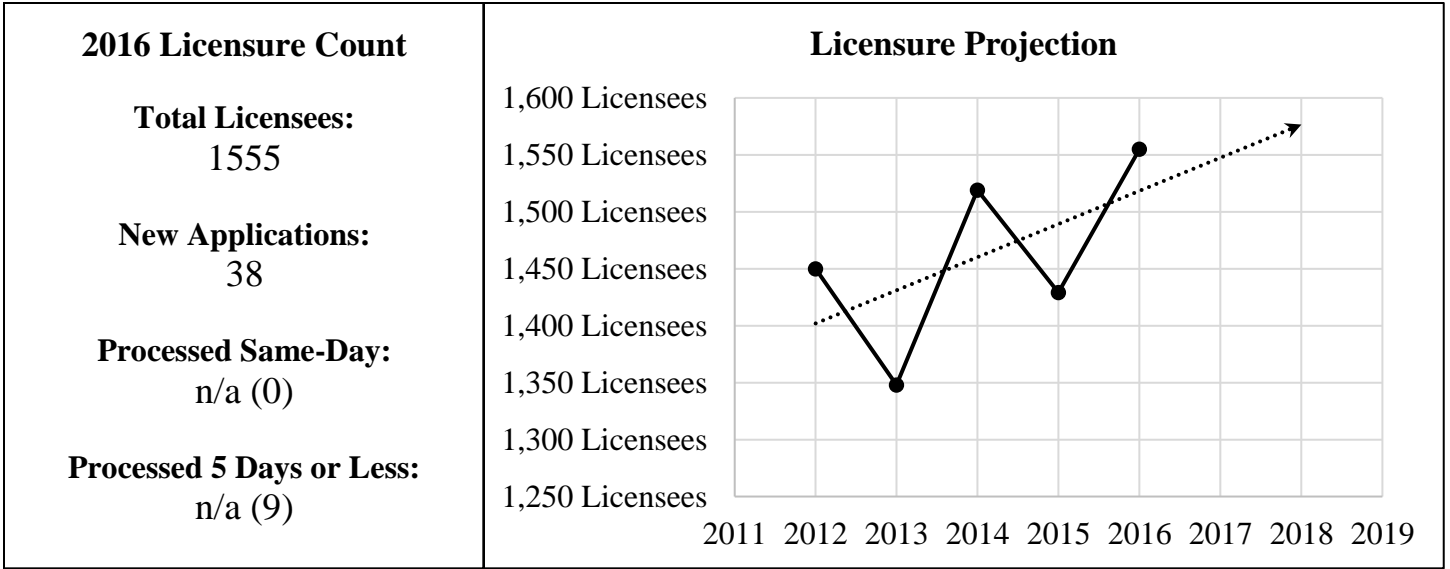 2016 Licensure Count
Total Licensees:
1555
New Applications:
38
Processed Same-Day:
n/a (0)
Processed 5 Days or Less:
n/a (9)
Licensure Projection
1,600 Licensees
1,550 Licensees
1,500 Licensees
1,450 Licensees
1,400 Licensees
1,350 Licensees
1,300 Licensees
1,250 Licensees
2011 2012 2013 2014 2015 2016 2017 2018 2019